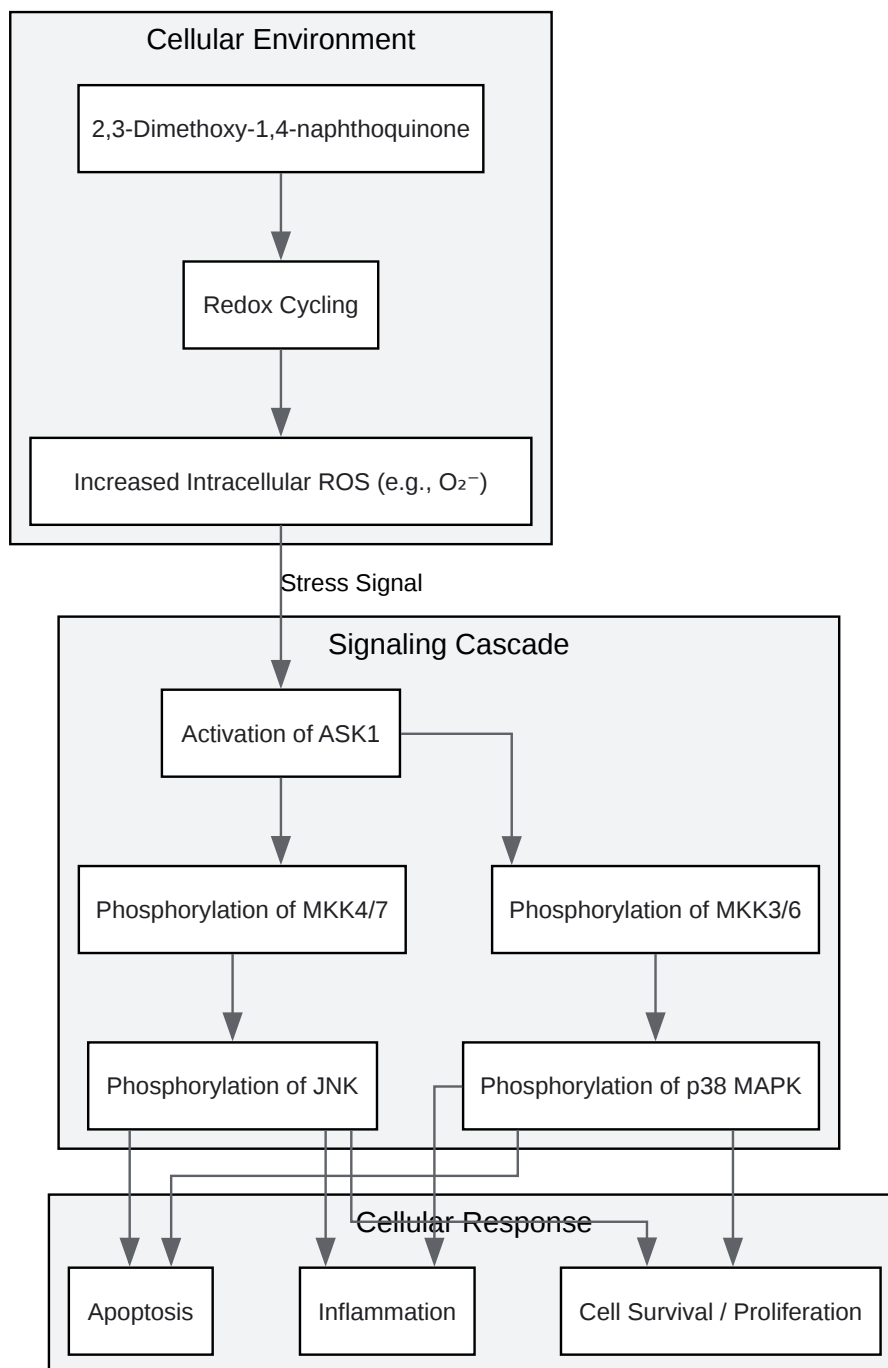 Cellular Environment
2,3-Dimethoxy-1,4-naphthoquinone
Redox Cycling
Increased Intracellular ROS (e.g., O₂⁻)
Stress Signal
Signaling Cascade
Activation of ASK1
Phosphorylation of MKK4/7
Phosphorylation of MKK3/6
Phosphorylation of JNK
Phosphorylation of p38 MAPK
Cellular Response
Apoptosis
Inflammation
Cell Survival / Proliferation